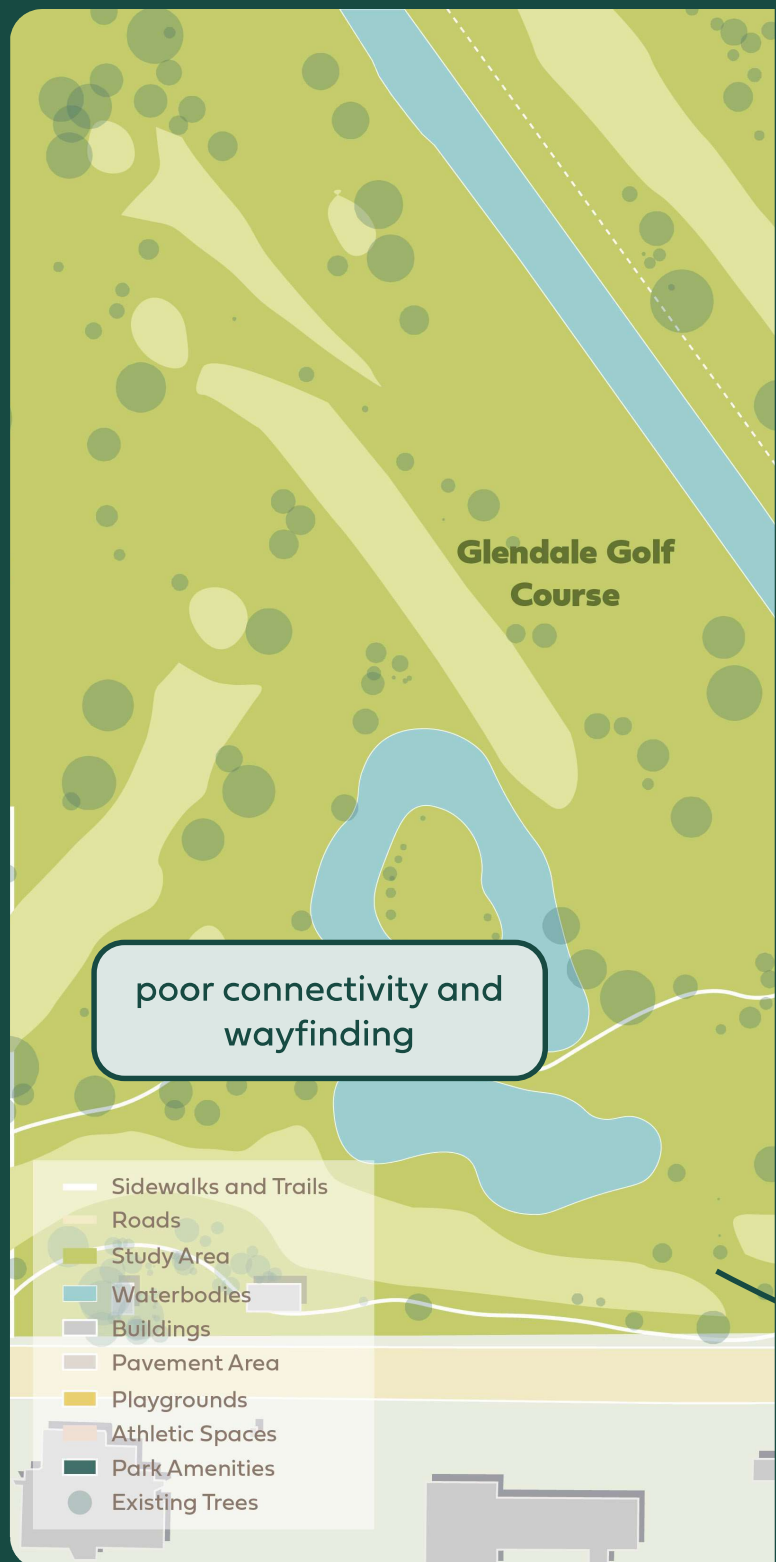 Glendale Golf
Course
poor connectivity and
wayfinding
Sidewalks and Trails
Roads
Study Area
Waterbodies
Buildings
Pavement Area
Playgrounds
Athletic Spaces
Park Amenities
Existing Trees